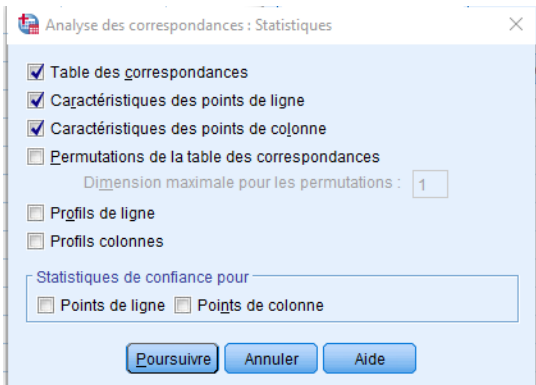 Analyse des correspondances : Statistiques
Table des correspondances
Caractéristiques des points de ligne
Caractéristiques des points de colonne
Permutations de la table des correspondances
Dimension maximale pour les permutations : 1
Profils de ligne
Profils colonnes
Statistiques de confiance pour
Points de ligne Points de colonne
Poursuivre Annuler Aide